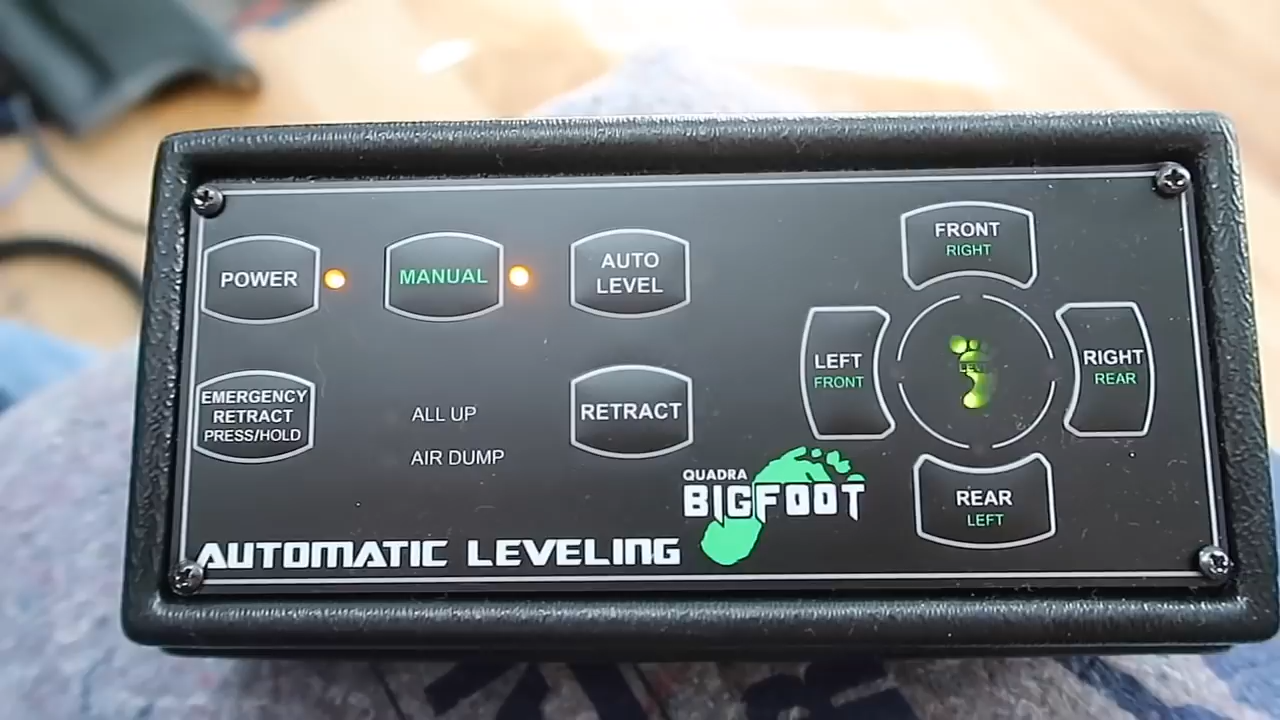 POWER
MANUAL
AUTO
LEVEL
FRONT
RIGHT
LEFT
FRONT
LEVEL
RIGHT
REAR
EMERGENCY
RETRACT
PRESS/HOLD
ALL UP
AIR DUMP
RETRACT
REAR
LEFT
QUADRA
BIGFOOT
AUTOMATIC LEVELING